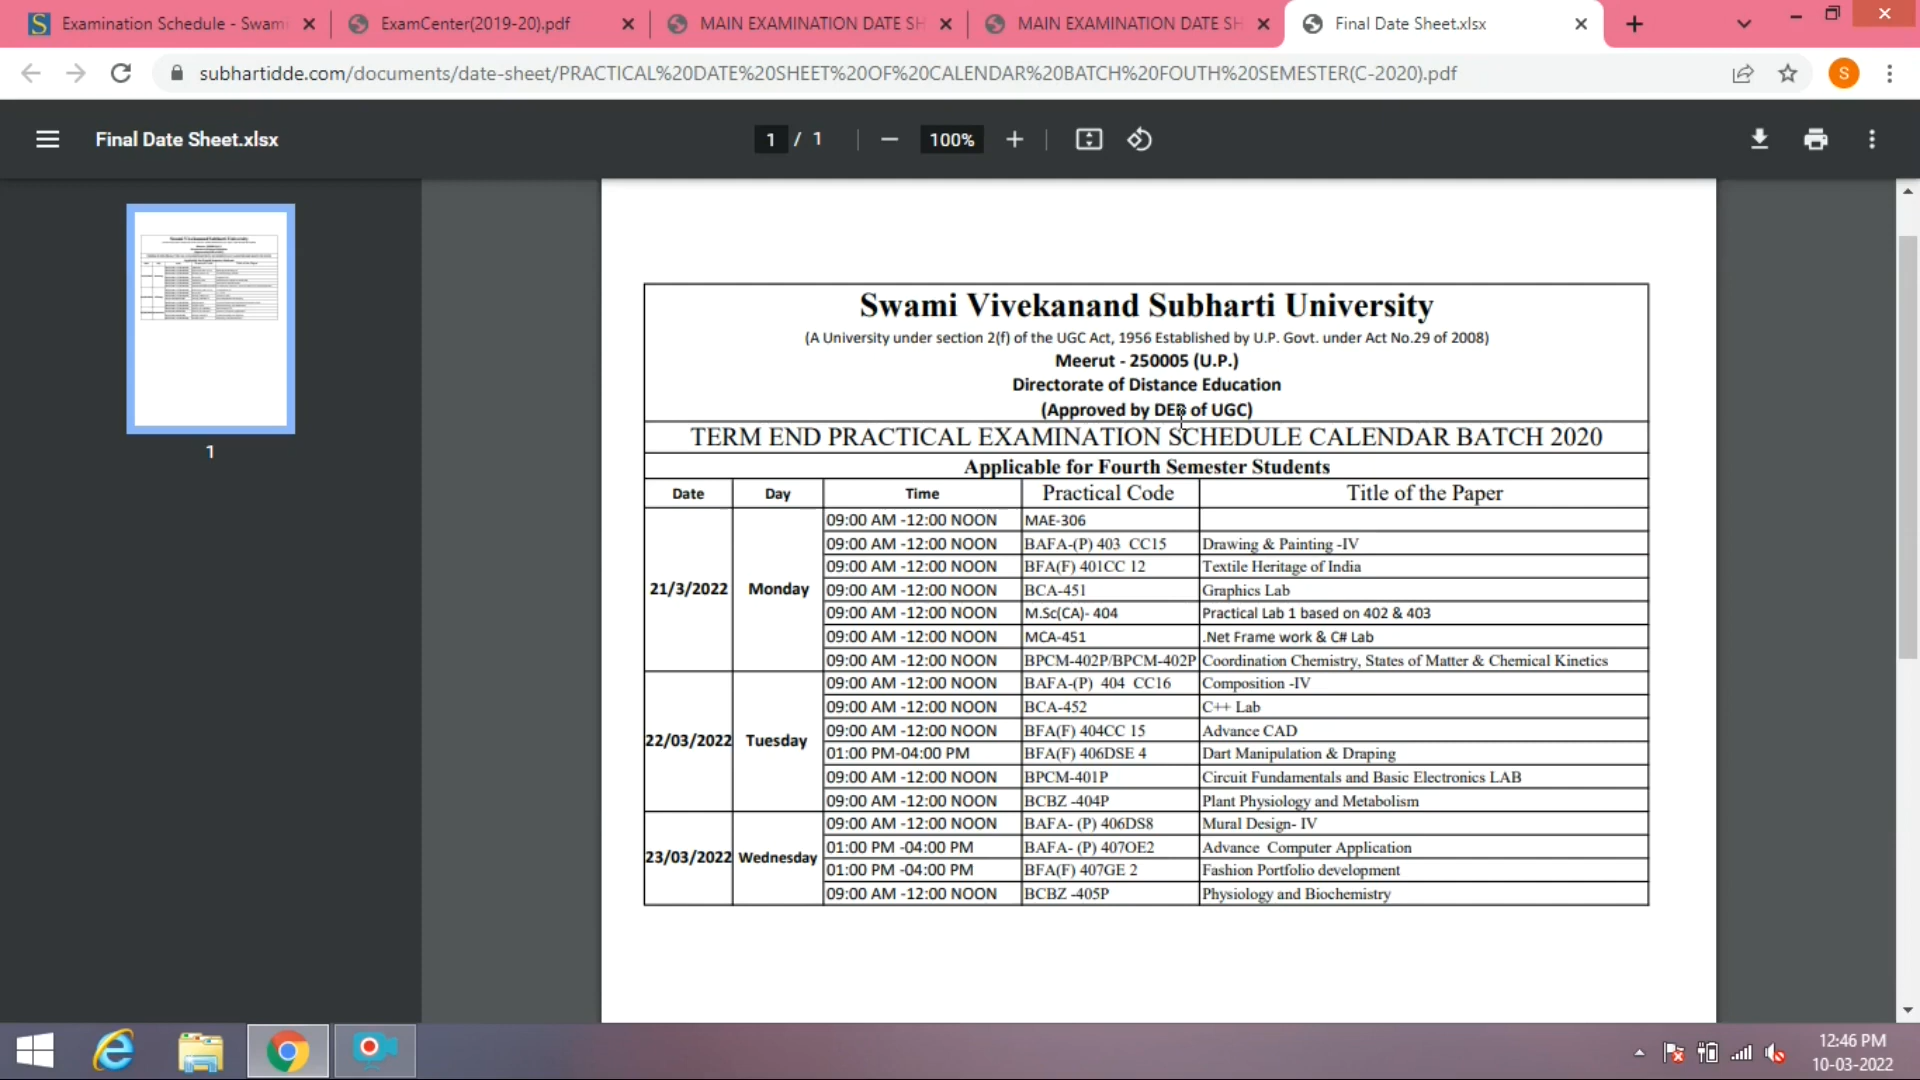 Examination Schedule - Swami
ExamCenter(2019-20).pdf
MAIN EXAMINATION DATE SH
MAIN EXAMINATION DATE SH
Final Date Sheet.xlsx
subhartidde.com/documents/date-sheet/PRACTICAL%20DATE%20SHEET%20OF%20CALENDAR%20BATCH%20FOUTH%20SEMESTER(C-2020).pdf
S
Final Date Sheet.xlsx
1 / 1
100%
1
Swami Vivekanand Subharti University
(A University under section 2(f) of the UGC Act, 1956 Established by U.P. Govt. under Act No.29 of 2008)
Meerut - 250005 (U.P.)
Directorate of Distance Education
(Approved by DEB of UGC)
TERM END PRACTICAL EXAMINATION SCHEDULE CALENDAR BATCH 2020
Applicable for Fourth Semester Students
Date Day Time Practical Code Title of the Paper
21/3/2022 Monday
09:00 AM -12:00 NOON MAE-306
09:00 AM -12:00 NOON BAFA-(P) 403 CC15 Drawing & Painting -IV
09:00 AM -12:00 NOON BFA(F) 401CC 12 Textile Heritage of India
09:00 AM -12:00 NOON BCA-451 Graphics Lab
09:00 AM -12:00 NOON M.Sc(CA)- 404 Practical Lab 1 based on 402 & 403
09:00 AM -12:00 NOON MCA-451 .Net Frame work & C# Lab
09:00 AM -12:00 NOON BPCM-402P/BPCM-402P Coordination Chemistry, States of Matter & Chemical Kinetics
22/03/2022 Tuesday
09:00 AM -12:00 NOON BAFA-(P) 404 CC16 Composition -IV
09:00 AM -12:00 NOON BCA-452 C++ Lab
09:00 AM -12:00 NOON BFA(F) 404CC 15 Advance CAD
01:00 PM-04:00 PM BFA(F) 406DSE 4 Dart Manipulation & Draping
09:00 AM -12:00 NOON BPCM-401P Circuit Fundamentals and Basic Electronics LAB
09:00 AM -12:00 NOON BCBZ -404P Plant Physiology and Metabolism
23/03/2022 Wednesday
09:00 AM -12:00 NOON BAFA- (P) 406DS8 Mural Design- IV
01:00 PM -04:00 PM BAFA- (P) 407OE2 Advance Computer Application
01:00 PM -04:00 PM BFA(F) 407GE 2 Fashion Portfolio development
09:00 AM -12:00 NOON BCBZ -405P Physiology and Biochemistry
12:46 PM
10-03-2022